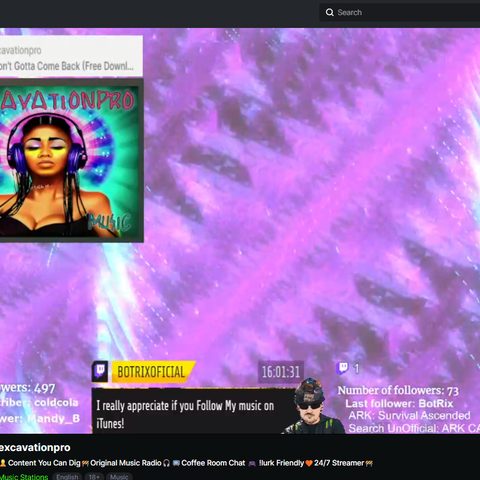 Search
cavationpro
on't Gotta Come Back (Free Downl...
CAVATIONPRO
MUSIC
BOTRIXOFICIAL
16:01:31
1
I really appreciate if you Follow My music on
iTunes!
owers: 497
criber: coldcola
ower: Mandy_B
Number of followers: 73
Last follower: BotRix
ARK: Survival Ascended
Search UnOfficial: ARK CA
excavationpro
Content You Can Dig Original Music Radio Coffee Room Chat !lurk Friendly 24/7 Streamer
Music Stations English 18+ Music